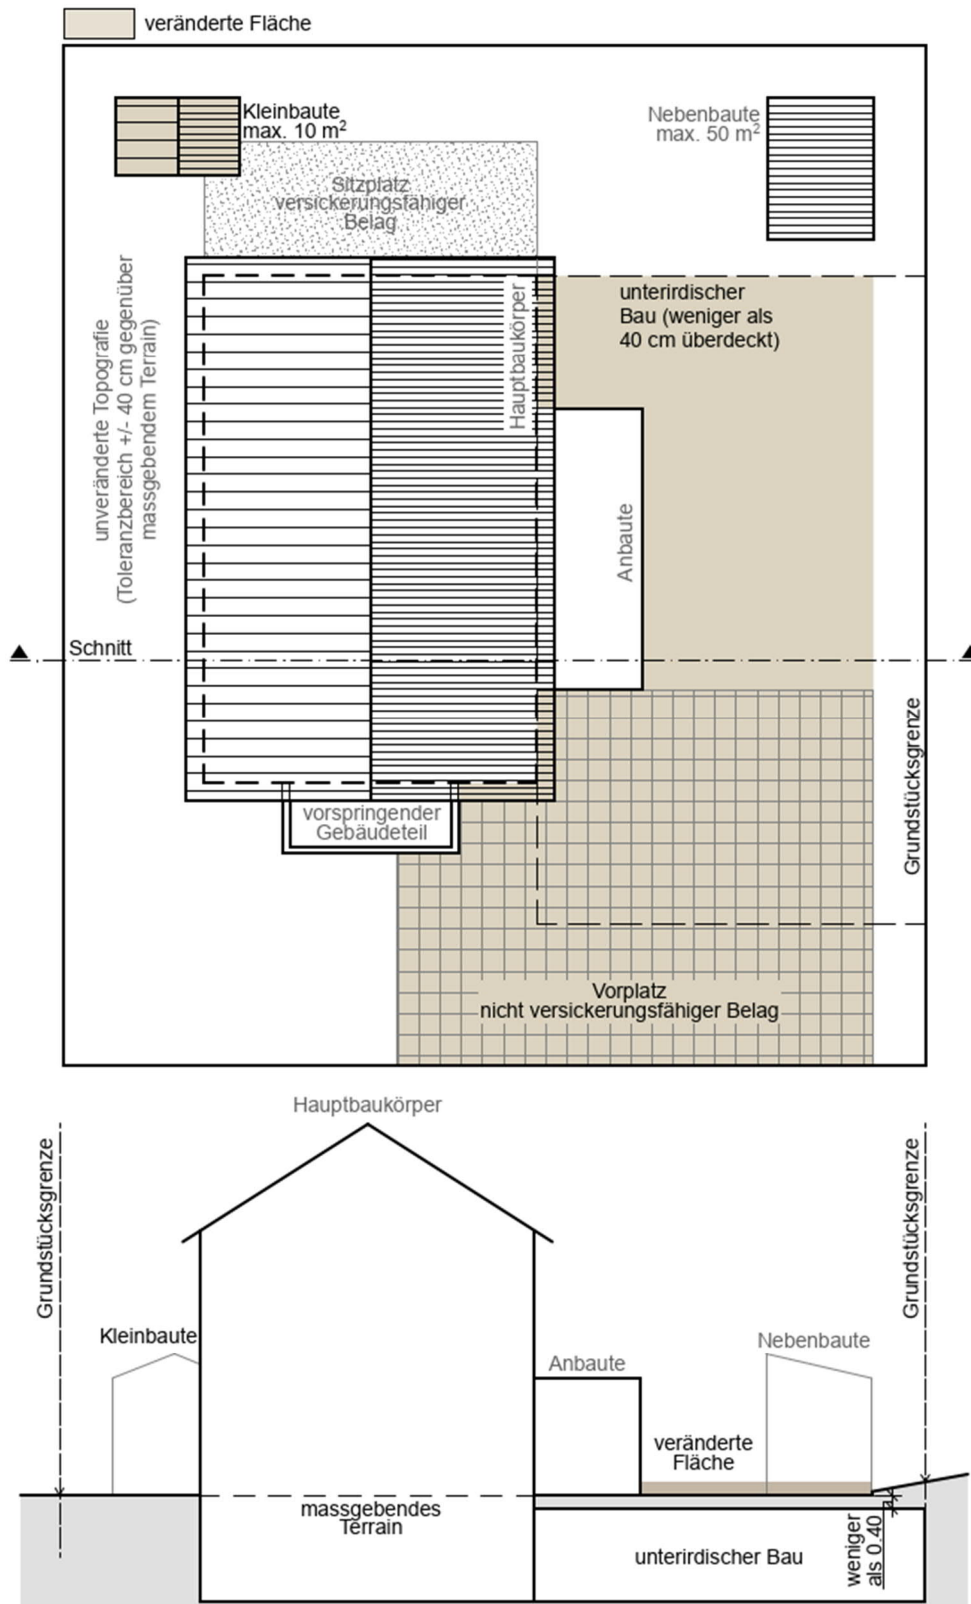 veränderte Fläche
Kleinbaute
max. 10 m²
Nebenbaute
max. 50 m²
Sitzplatz
versickerungsfähiger
Belag
unveränderte Topografie
(Toleranzbereich +/- 40 cm gegenüber
massgebendem Terrain)
Hauptbaukörper
unterirdischer
Bau (weniger als
40 cm überdeckt)
Anbaute
Schnitt
Grundstücksgrenze
vorspringender
Gebäudeteil
Vorplatz
nicht versickerungsfähiger Belag
Hauptbaukörper
Grundstücksgrenze
Grundstücksgrenze
Kleinbaute
Anbaute
Nebenbaute
veränderte
Fläche
massgebendes
Terrain
unterirdischer Bau
weniger
als 0.40